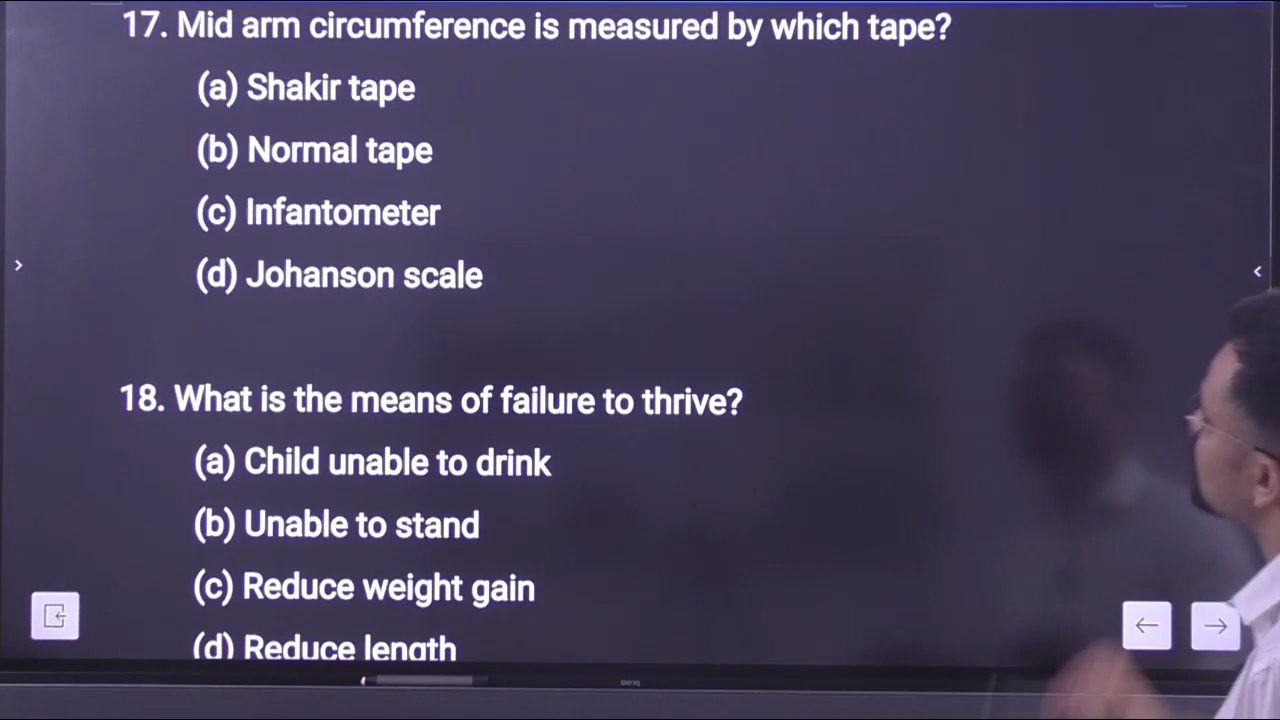 17. Mid arm circumference is measured by which tape?
(a) Shakir tape
(b) Normal tape
(c) Infantometer
(d) Johanson scale
18. What is the means of failure to thrive?
(a) Child unable to drink
(b) Unable to stand
(c) Reduce weight gain
(d) Reduce length
BenQ